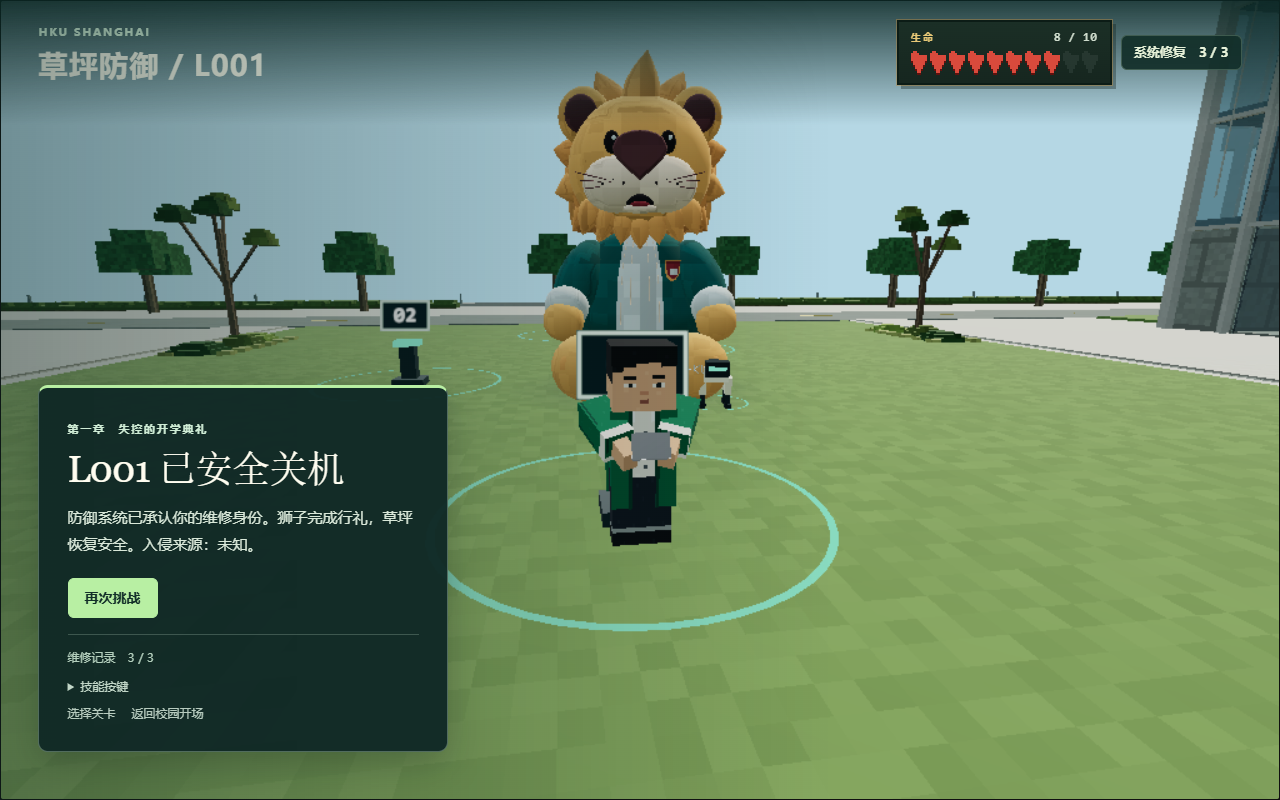 HKU SHANGHAI
草坪防御 / L001
生命 8 / 10
系统修复 3 / 3
02
第一章 失控的开学典礼
L001 已安全关机
防御系统已承认你的维修身份。狮子完成行礼，草坪
恢复安全。入侵来源：未知。
再次挑战
维修记录 3 / 3
▶ 技能按键
选择关卡 返回校园开场